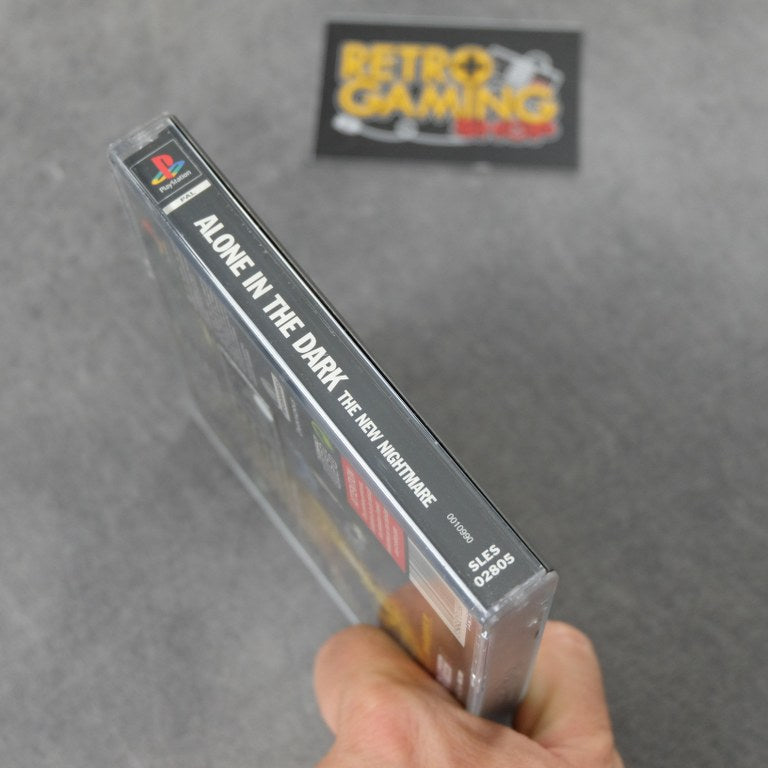 RETRO
GAMING
SHOP
PlayStation
PAL
ALONE IN THE DARK THE NEW NIGHTMARE
0010990
SLES
02805